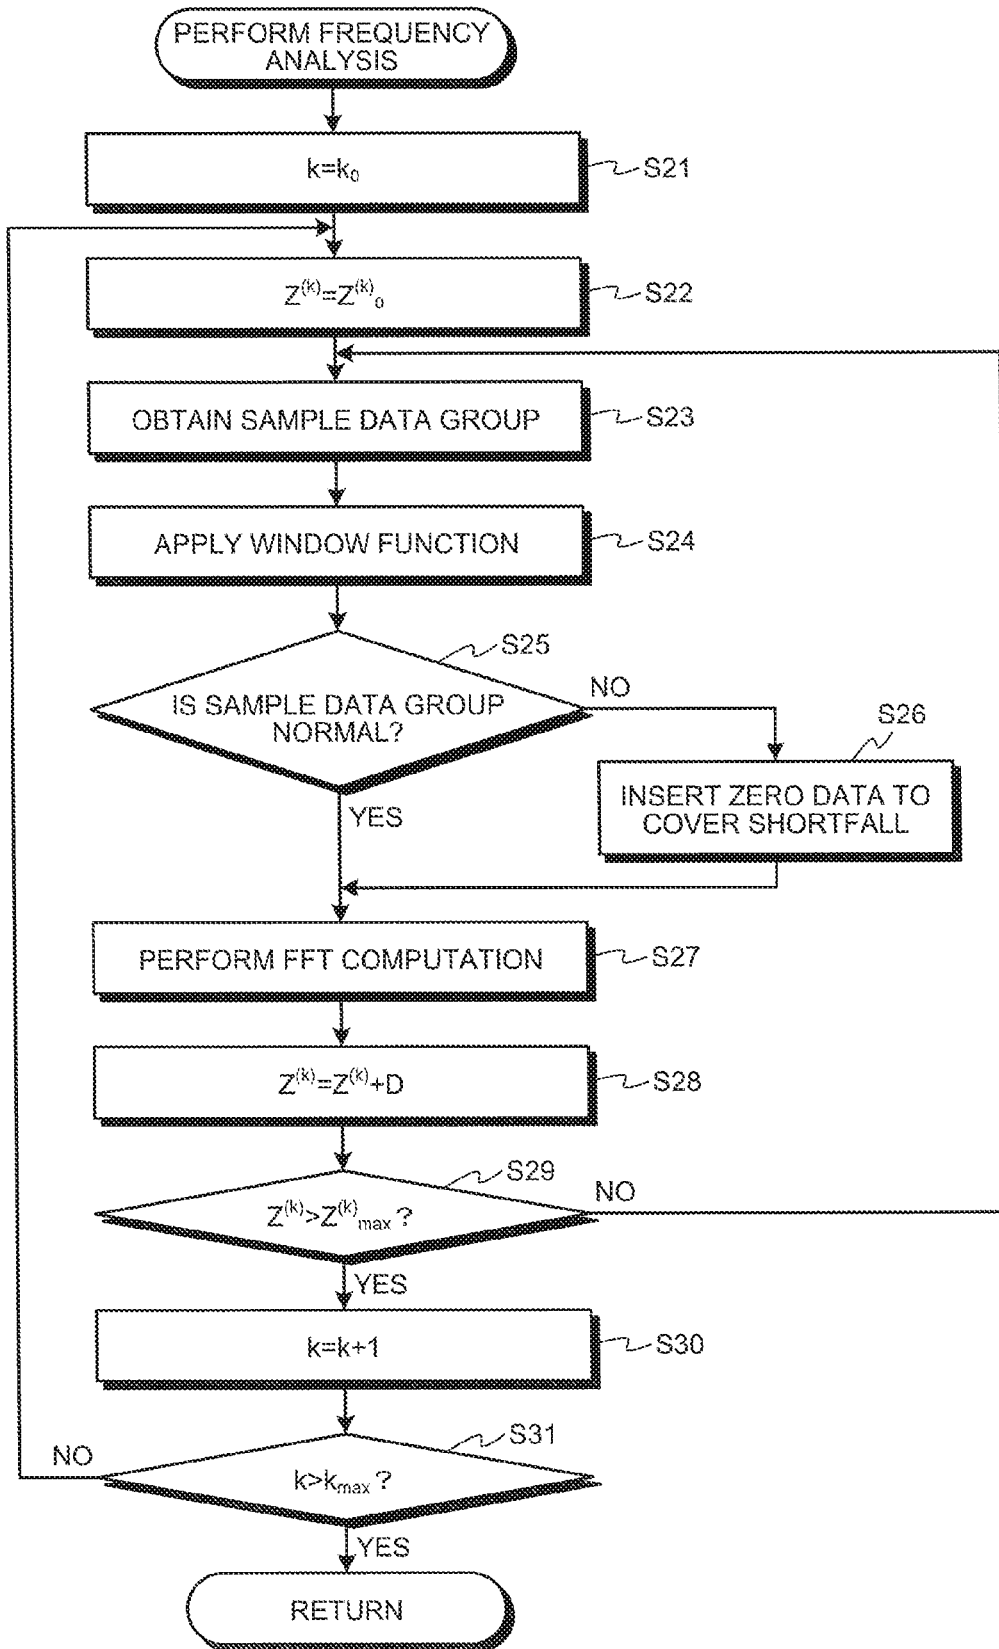 PERFORM FREQUENCY
ANALYSIS
k=k₀
S21
Z⁽ᵏ⁾=Z⁽ᵏ⁾₀
S22
OBTAIN SAMPLE DATA GROUP
S23
APPLY WINDOW FUNCTION
S24
S25
IS SAMPLE DATA GROUP
NORMAL?
NO
YES
S26
INSERT ZERO DATA TO
COVER SHORTFALL
PERFORM FFT COMPUTATION
S27
Z⁽ᵏ⁾=Z⁽ᵏ⁾+D
S28
S29
Z⁽ᵏ⁾>Z⁽ᵏ⁾max?
NO
YES
k=k+1
S30
S31
NO
k>kmax?
YES
RETURN